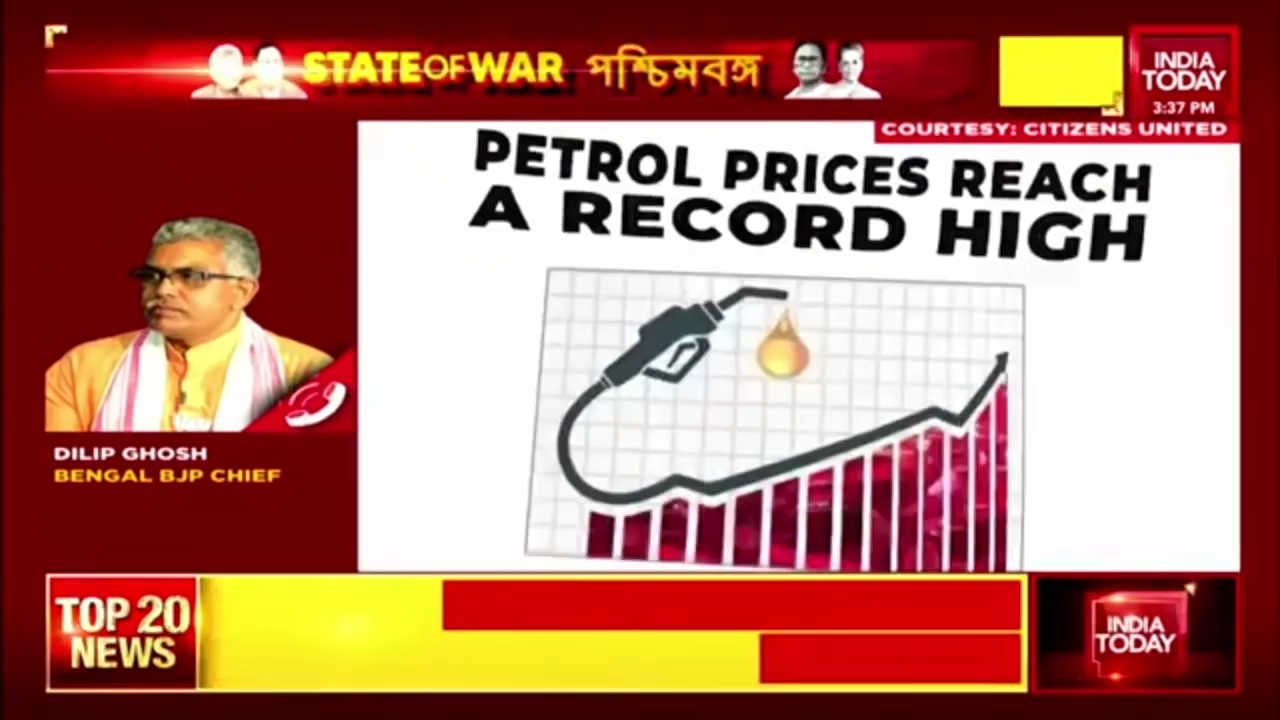 STATE OF WAR পশ্চিমবঙ্গ
INDIA
TODAY
3:37 PM
COURTESY: CITIZENS UNITED
PETROL PRICES REACH
A RECORD HIGH
DILIP GHOSH
BENGAL BJP CHIEF
TOP 20
NEWS
INDIA
TODAY